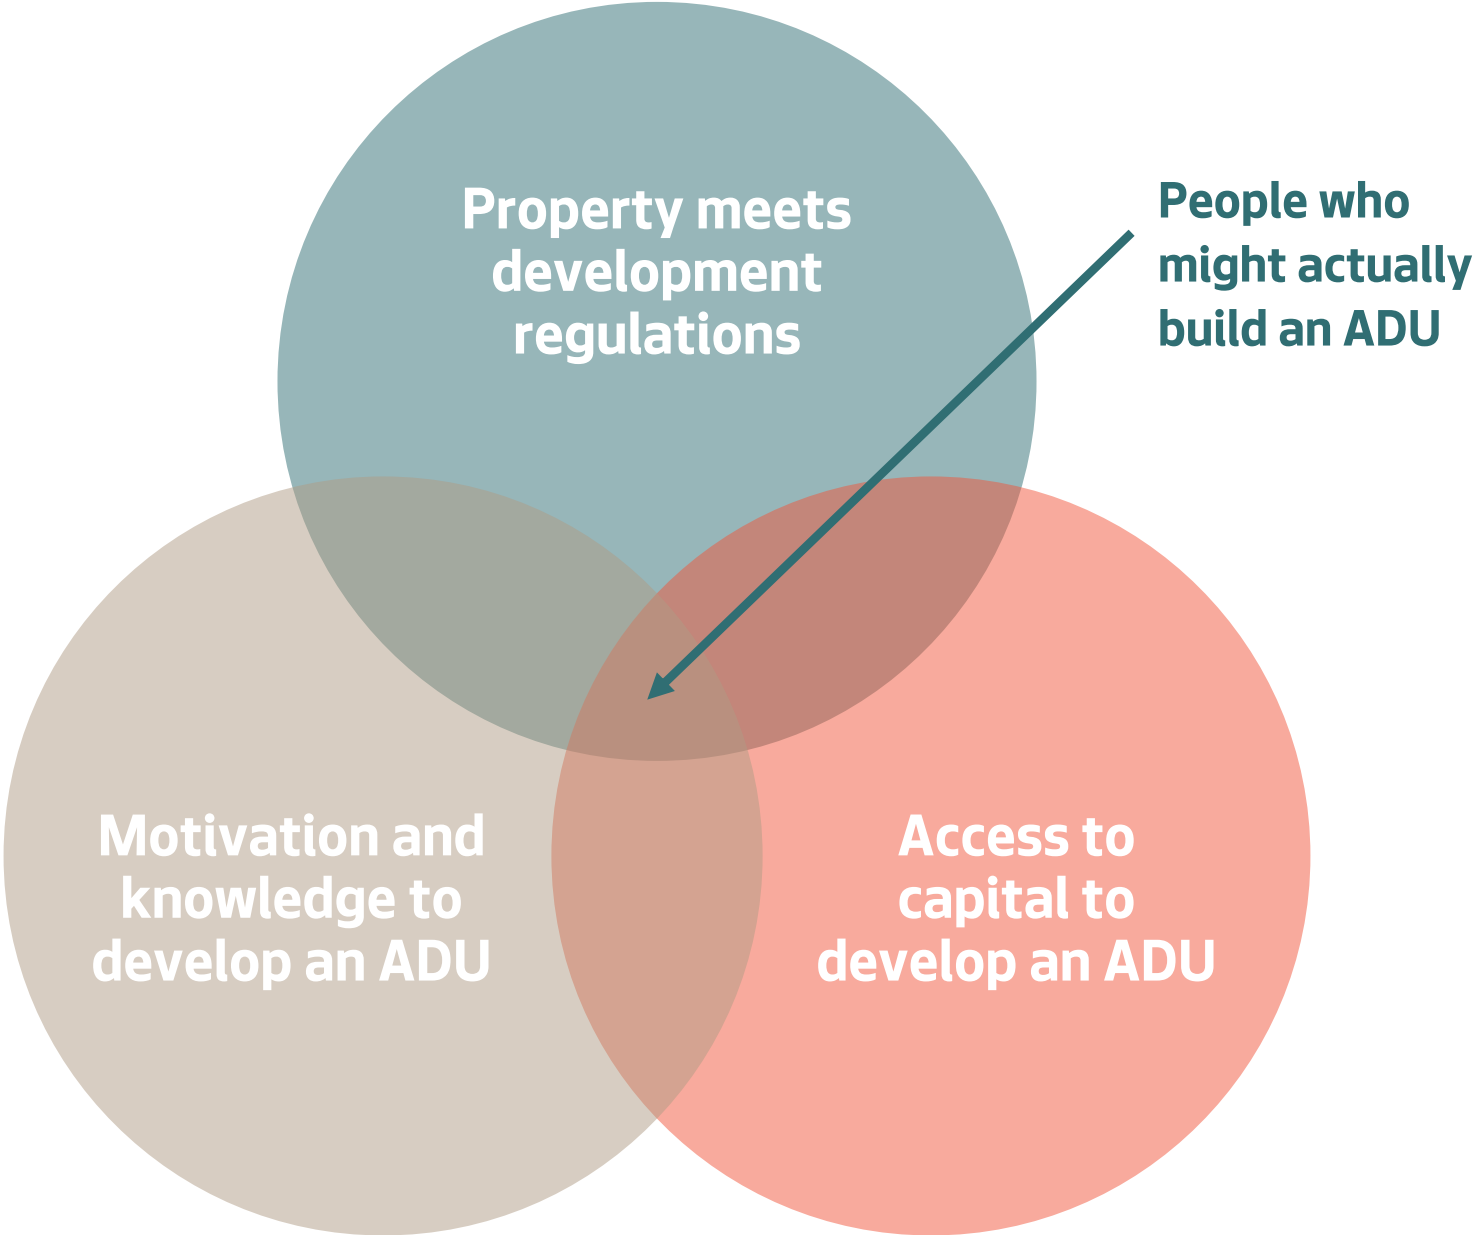 Property meets
development
regulations
People who
might actually
build an ADU
Motivation and
knowledge to
develop an ADU
Access to
capital to
develop an ADU